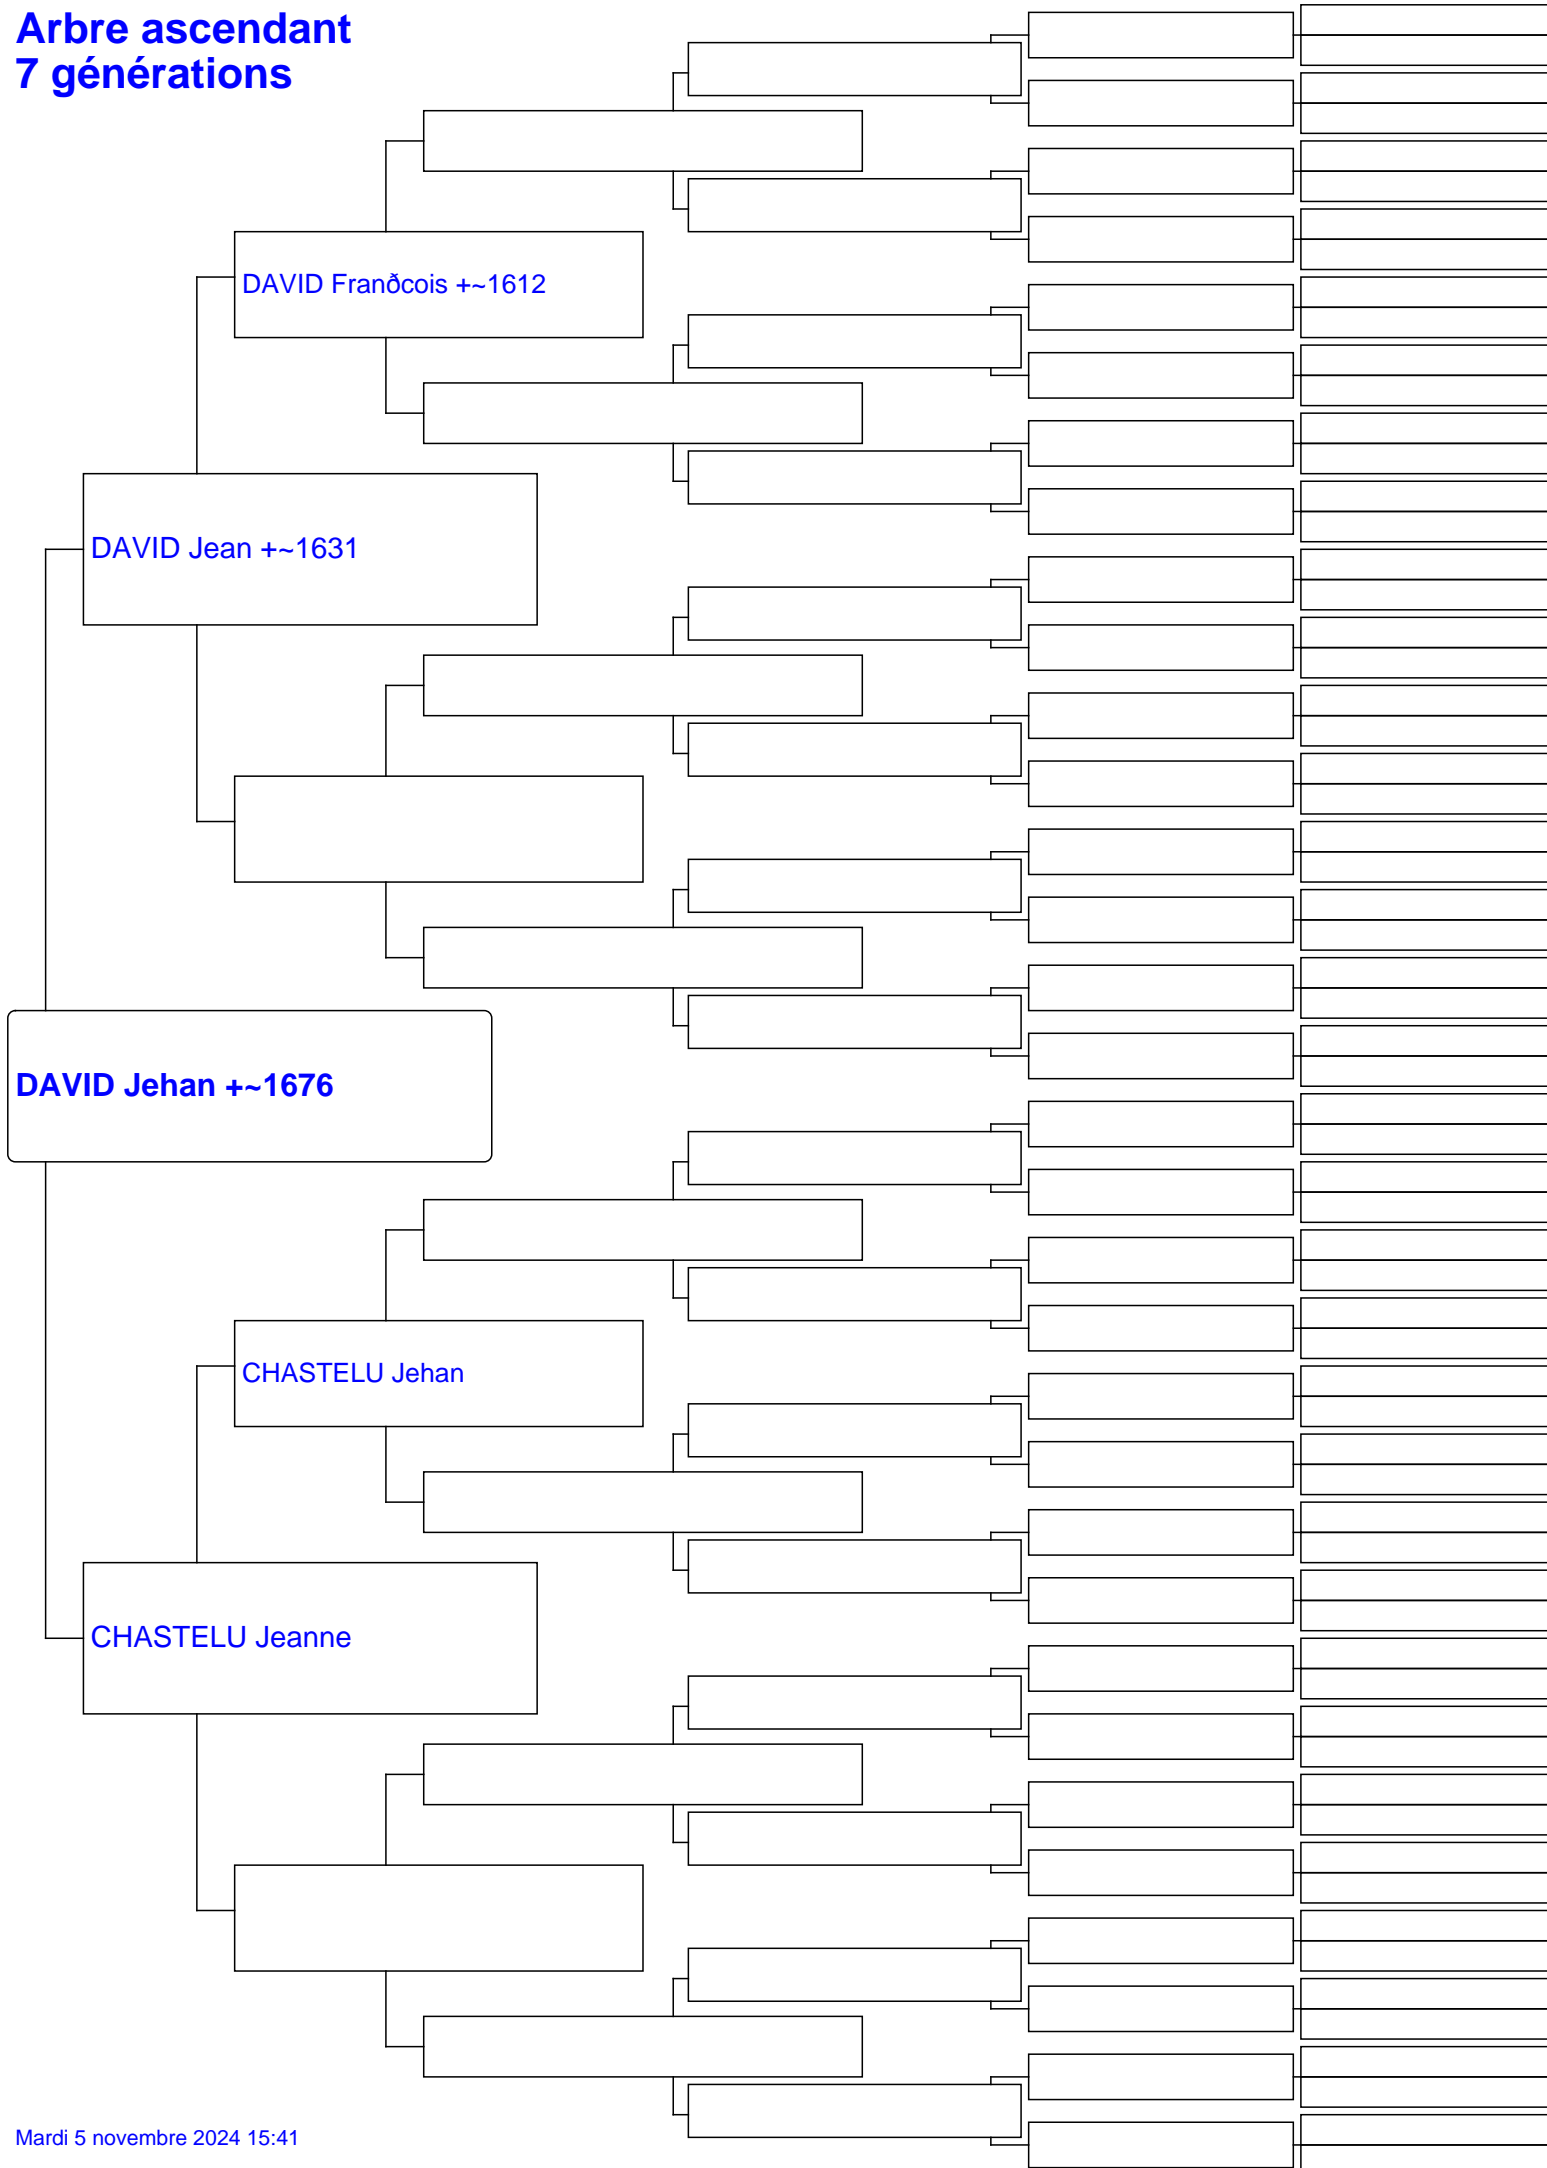 Arbre ascendant
7 générations
DAVID Franðcois +~1612
DAVID Jean +~1631
DAVID Jehan +~1676
CHASTELU Jehan
CHASTELU Jeanne
Mardi 5 novembre 2024 15:41